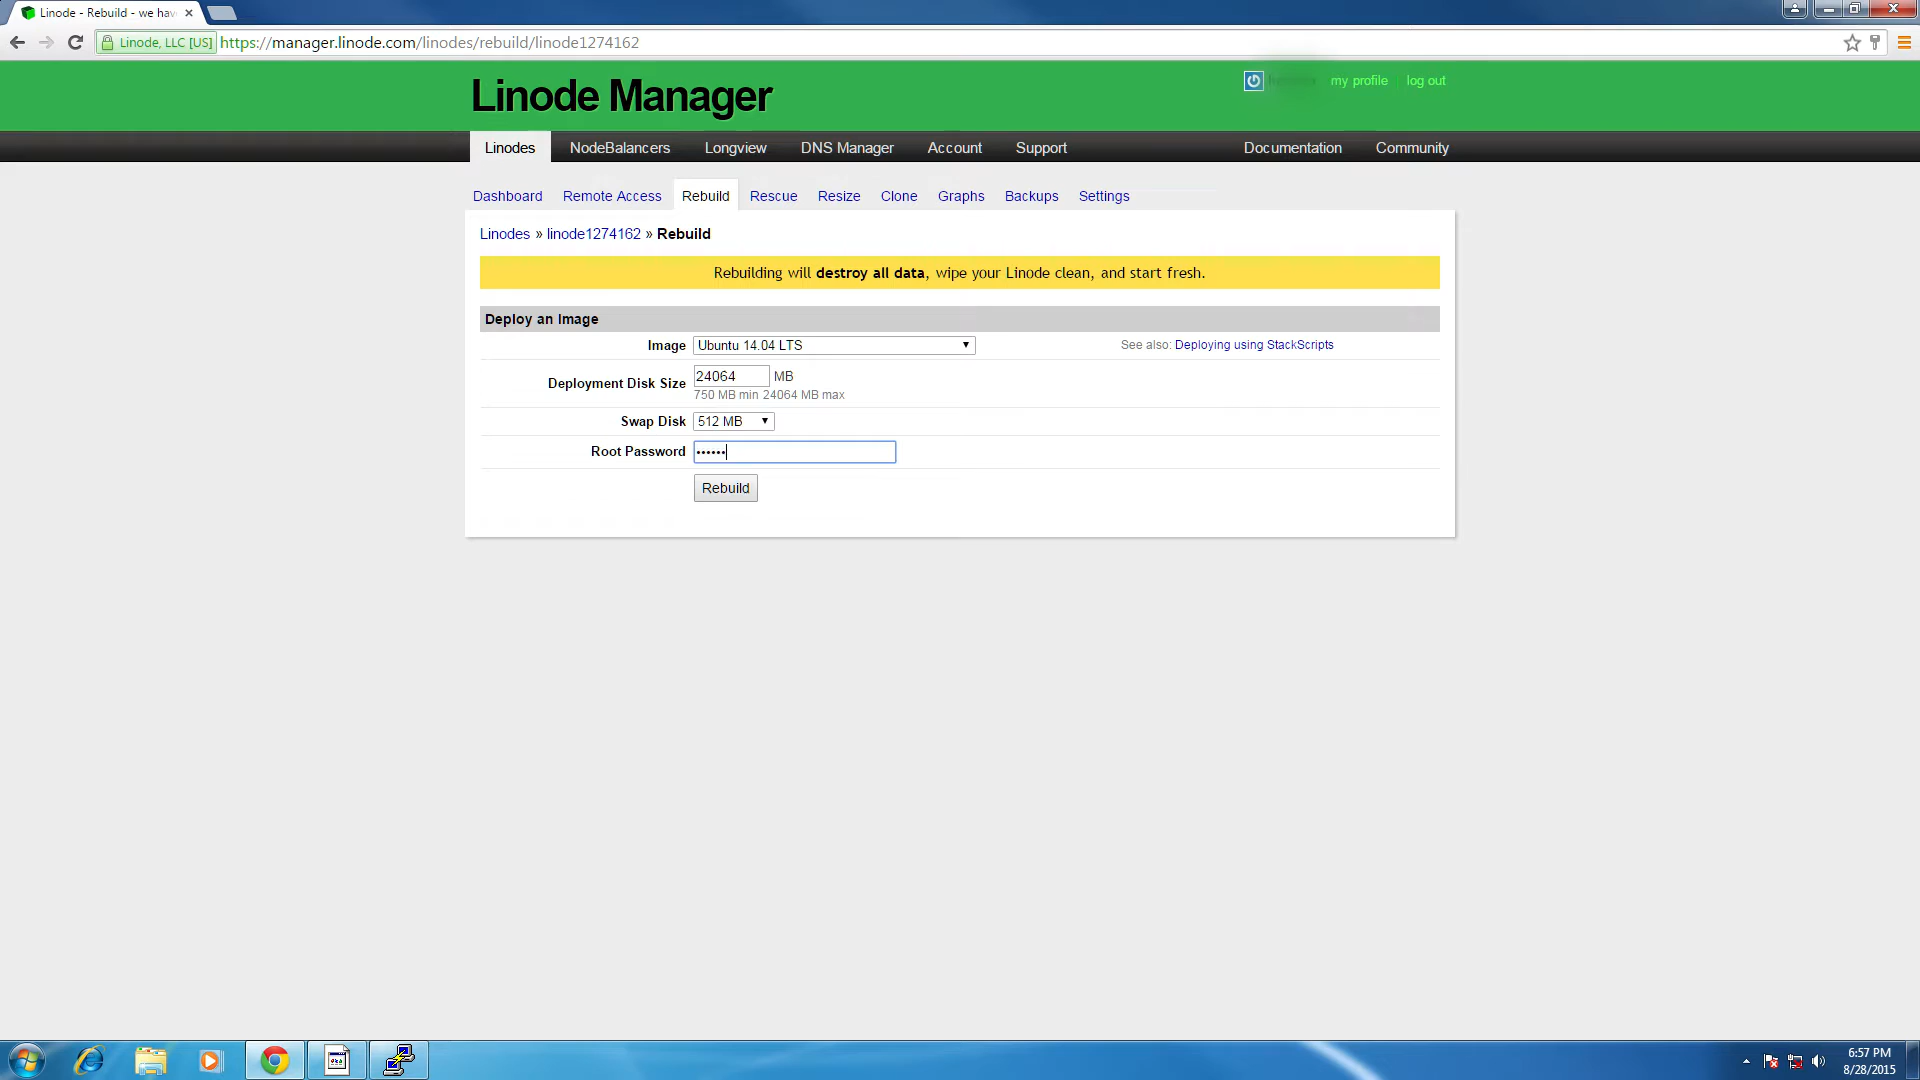 Linode - Rebuild - we hav
Linode, LLC [US] https://manager.linode.com/linodes/rebuild/linode1274162
Linode Manager
my profile log out
Linodes NodeBalancers Longview DNS Manager Account Support Documentation Community
Dashboard Remote Access Rebuild Rescue Resize Clone Graphs Backups Settings
Linodes » linode1274162 » Rebuild
Rebuilding will destroy all data, wipe your Linode clean, and start fresh.
Deploy an Image
Image Ubuntu 14.04 LTS See also: Deploying using StackScripts
Deployment Disk Size 24064 MB
750 MB min 24064 MB max
Swap Disk 512 MB
Root Password ••••••
Rebuild
6:57 PM
8/28/2015